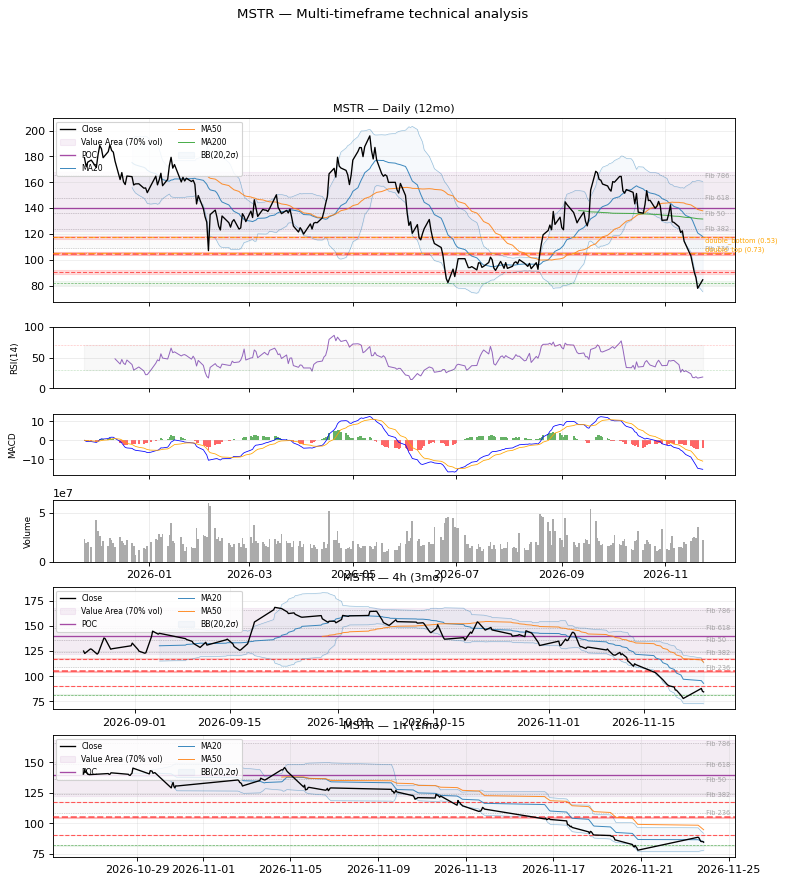 MSTR — Multi-timeframe technical analysis
MSTR — Daily (12mo)
Close
Value Area (70% vol)
POC
MA20
MA50
MA200
BB(20,2σ)
200
180
160
140
120
100
80
Fib 786
Fib 618
Fib 50
Fib 382
double_bottom (0.53)
(0.73)
RSI(14)
100
50
0
MACD
10
0
−10
1e7
Volume
5
0
2026-01
2026-03
2026-05
2026-07
2026-09
2026-11
MSTR — 4h (3mo)
Close
Value Area (70% vol)
POC
MA20
MA50
BB(20,2σ)
175
150
125
100
75
Fib 786
Fib 618
Fib 50
Fib 382
Fib 236
2026-09-01
2026-09-15
2026-10-01
2026-10-15
2026-11-01
2026-11-15
MSTR — 1h (1mo)
Close
Value Area (70% vol)
POC
MA20
MA50
BB(20,2σ)
150
125
100
75
Fib 786
Fib 618
Fib 50
Fib 382
Fib 236
2026-10-29
2026-11-01
2026-11-05
2026-11-09
2026-11-13
2026-11-17
2026-11-21
2026-11-25